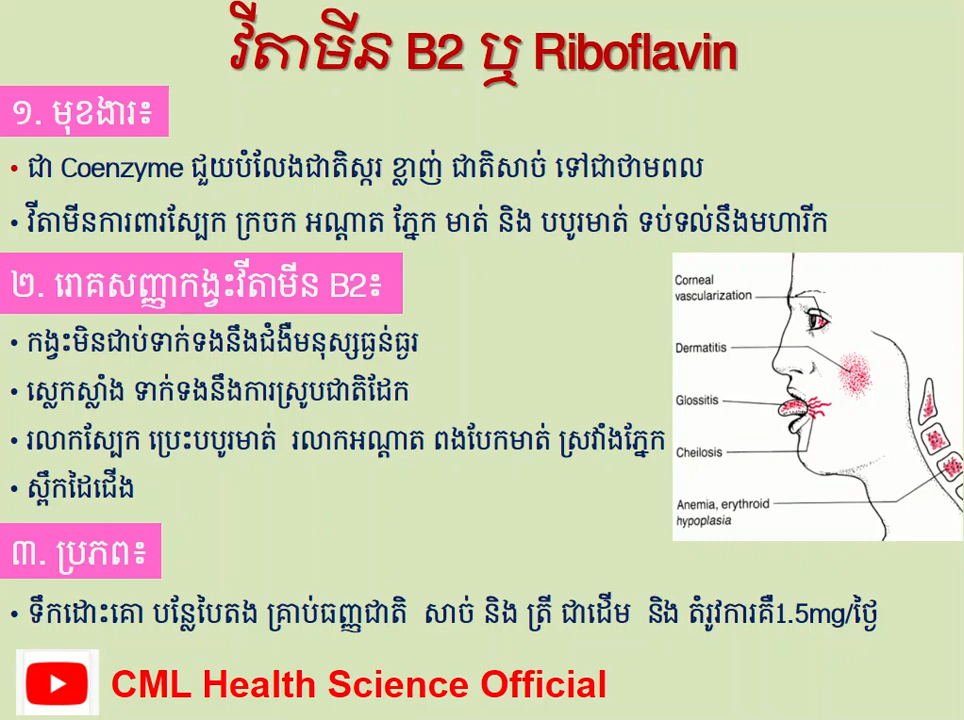 វីតាមីន B2 ឬ Riboflavin
១. មុខងារ៖
• ជា Coenzyme ជួយបំលែងជាតិស្ករ ខ្លាញ់ ជាតិសាច់ ទៅជាថាមពល
• វីតាមីនការពារស្បែក ក្រចក អណ្តាត ភ្នែក មាត់ និង បបូរមាត់ ទប់ទល់នឹងមហារីក
២. រោគសញ្ញាកង្វះវីតាមីន B2៖
• កង្វះមិនជាប់ទាក់ទងនឹងជំងឺមនុស្សធ្ងន់ធ្ងរ
• ស្លេកស្លាំង ទាក់ទងនឹងការស្រូបជាតិដែក
• រលាកស្បែក ប្រេះបបូរមាត់ រលាកអណ្តាត ពងបែកមាត់ ស្រវាំងភ្នែក
• ស្ពឹកដៃជើង
Corneal
vascularization
Dermatitis
Glossitis
Cheilosis
Anemia, erythroid
hypoplasia
៣. ប្រភព៖
• ទឹកដោះគោ បន្លែបៃតង គ្រាប់ធញ្ញជាតិ សាច់ និង ត្រី ជាដើម និង តំរូវការគឺ1.5mg/ថ្ងៃ
CML Health Science Official